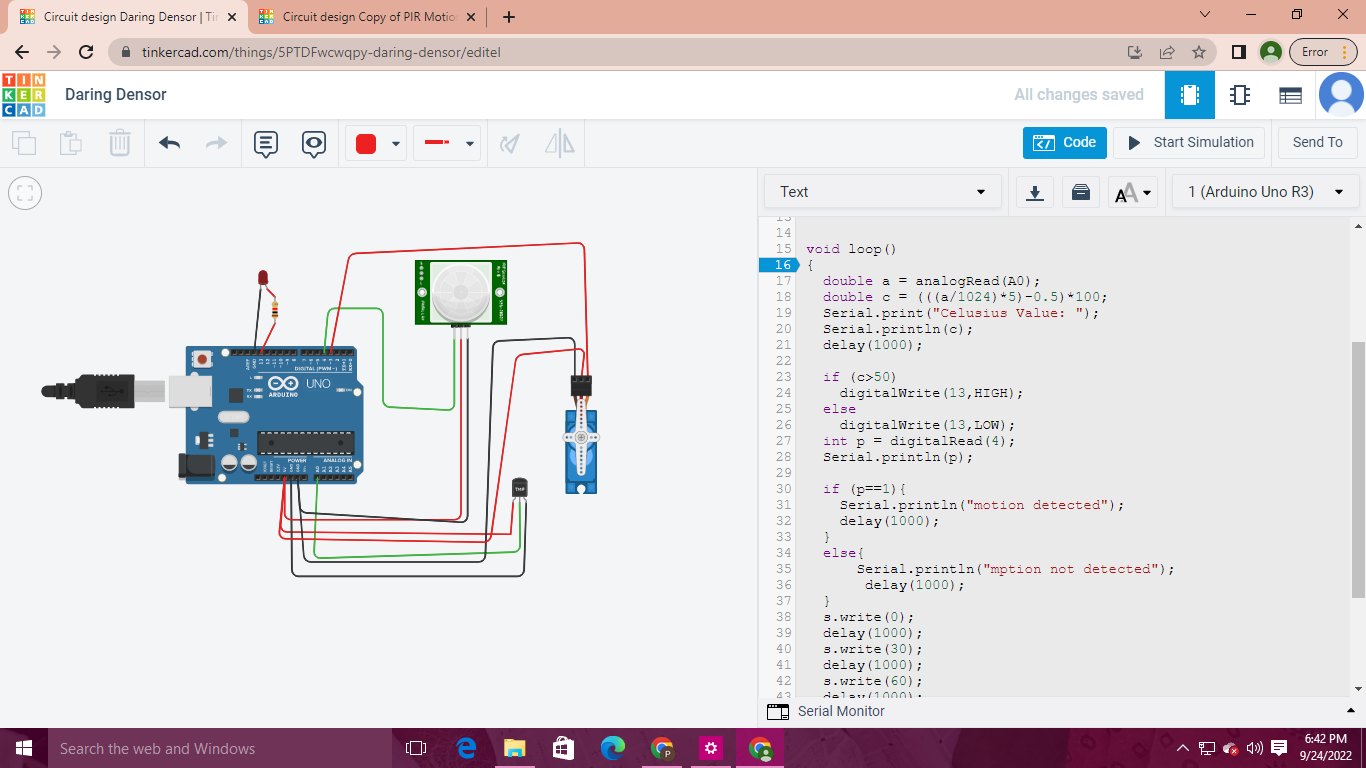 Circuit design Daring Densor | Tin
Circuit design Copy of PIR Motio
tinkercad.com/things/5PTDFwcwqpy-daring-densor/editel
Error
TIN
KER
CAD
Daring Densor
All changes saved
Code
Start Simulation
Send To
Text
1 (Arduino Uno R3)
13
14
15 void loop()
16 {
17 double a = analogRead(A0);
18 double c = (((a/1024)*5)-0.5)*100;
19 Serial.print("Celusius Value: ");
20 Serial.println(c);
21 delay(1000);
22
23 if (c>50)
24 digitalWrite(13,HIGH);
25 else
26 digitalWrite(13,LOW);
27 int p = digitalRead(4);
28 Serial.println(p);
29
30 if (p==1){
31 Serial.println("motion detected");
32 delay(1000);
33 }
34 else{
35 Serial.println("mption not detected");
36 delay(1000);
37 }
38 s.write(0);
39 delay(1000);
40 s.write(30);
41 delay(1000);
42 s.write(60);
43 delay(1000);
DIGITAL (PWM~)
UNO
ARDUINO
POWER
ANALOG IN
TMP
Serial Monitor
Search the web and Windows
6:42 PM
9/24/2022